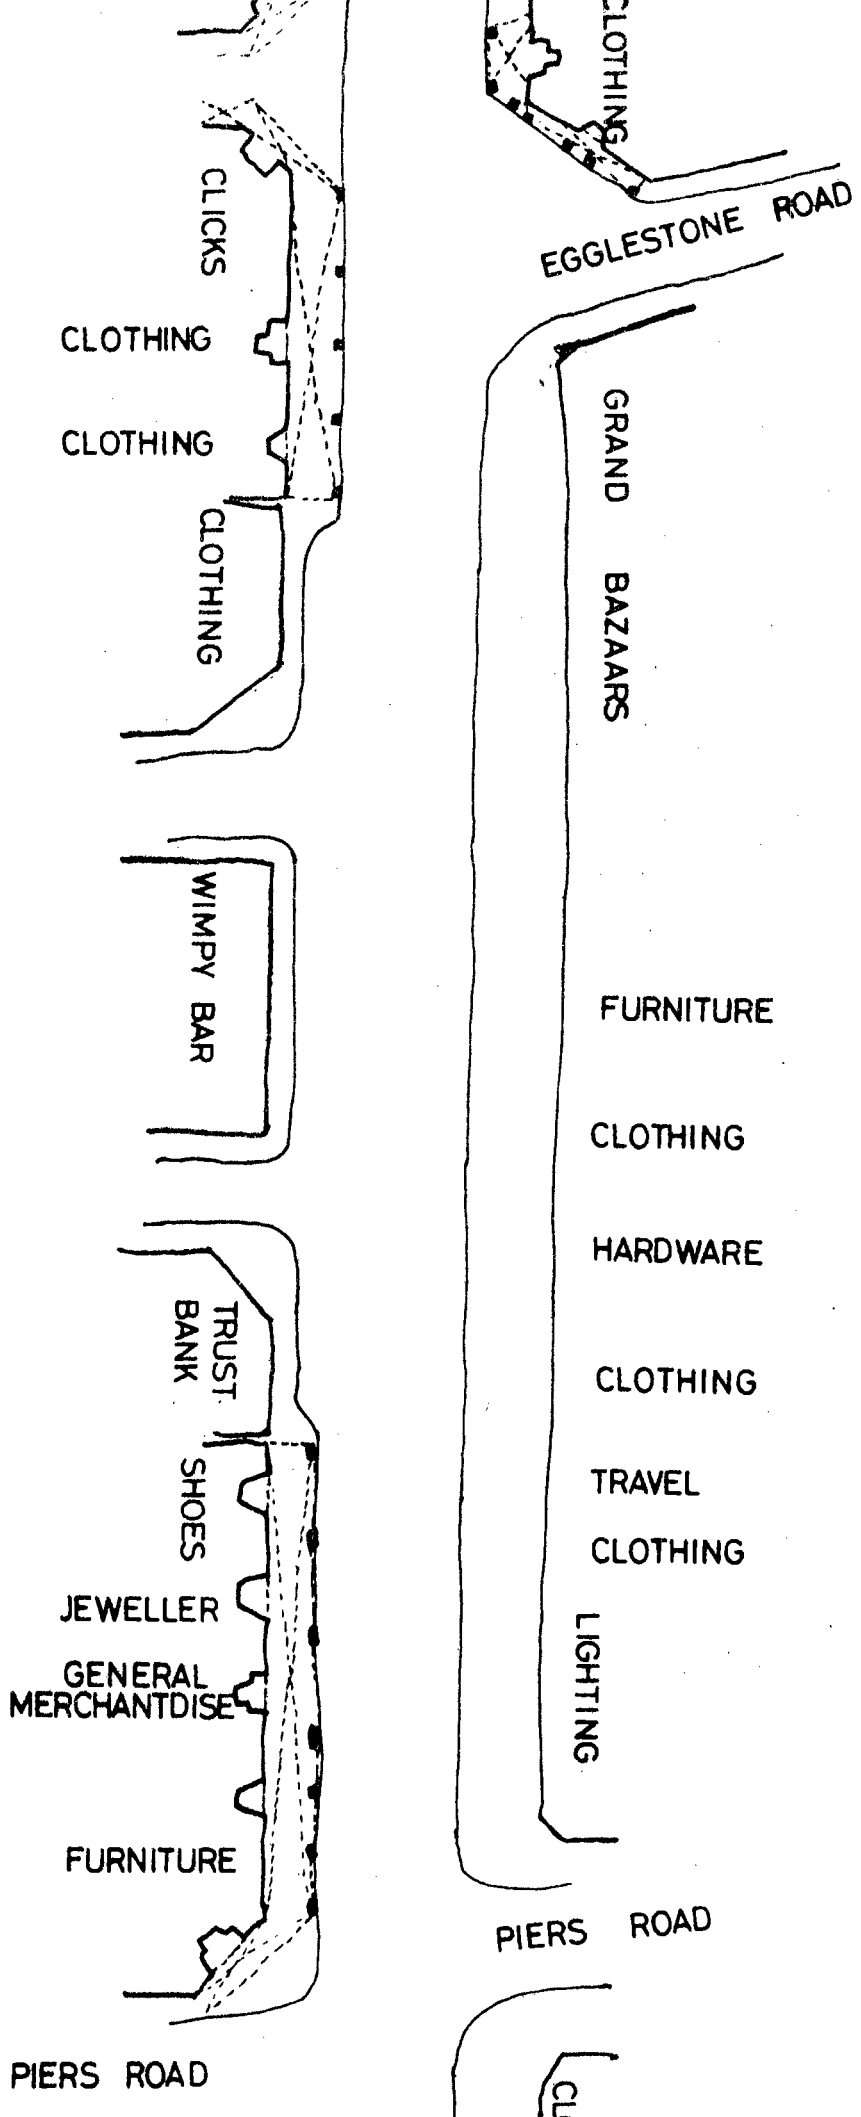 CLOTHING
EGGLESTONE ROAD
CLICKS
CLOTHING
CLOTHING
CLOTHING
GRAND BAZAARS
WIMPY BAR
FURNITURE
CLOTHING
HARDWARE
TRUST
BANK
CLOTHING
SHOES
TRAVEL
CLOTHING
JEWELLER
LIGHTING
GENERAL
MERCHANTDISE
FURNITURE
PIERS ROAD
PIERS ROAD